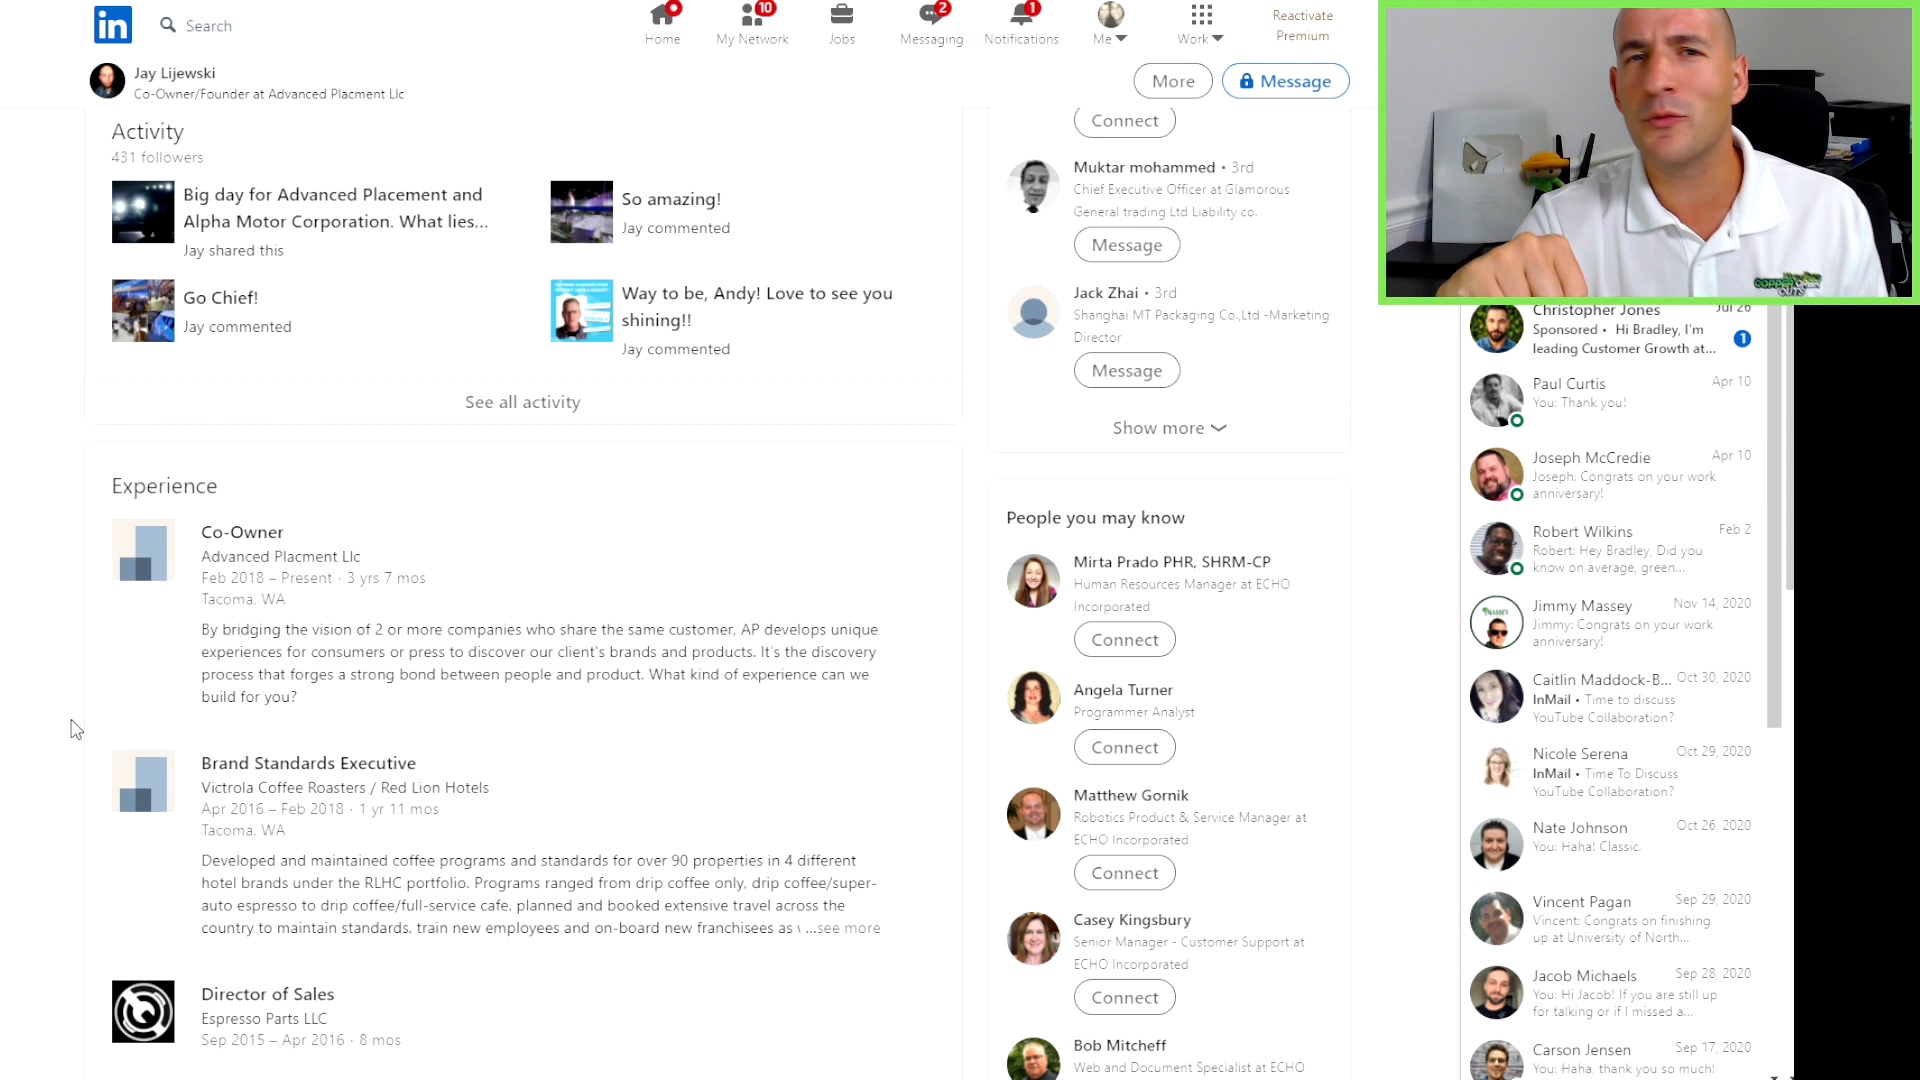 in
Search
Home
10
My Network
Jobs
2
Messaging
1
Notifications
Me
Work
Reactivate
Premium
Jay Lijewski
Co-Owner/Founder at Advanced Placment Llc
More
Message
Activity
431 followers
Big day for Advanced Placement and
Alpha Motor Corporation. What lies...
Jay shared this
So amazing!
Jay commented
Go Chief!
Jay commented
Way to be, Andy! Love to see you
shining!!
Jay commented
See all activity
Experience
Co-Owner
Advanced Placment Llc
Feb 2018 – Present · 3 yrs 7 mos
Tacoma, WA
By bridging the vision of 2 or more companies who share the same customer, AP develops unique
experiences for consumers or press to discover our client's brands and products. It's the discovery
process that forges a strong bond between people and product. What kind of experience can we
build for you?
Brand Standards Executive
Victrola Coffee Roasters / Red Lion Hotels
Apr 2016 – Feb 2018 · 1 yr 11 mos
Tacoma, WA
Developed and maintained coffee programs and standards for over 90 properties in 4 different
hotel brands under the RLHC portfolio. Programs ranged from drip coffee only, drip coffee/super-
auto espresso to drip coffee/full-service cafe. planned and booked extensive travel across the
country to maintain standards, train new employees and on-board new franchisees as ...see more
Director of Sales
Espresso Parts LLC
Sep 2015 – Apr 2016 · 8 mos
Connect
Muktar mohammed • 3rd
Chief Executive Officer at Glamorous
General trading Ltd Liability co.
Message
Jack Zhai • 3rd
Shanghai MT Packaging Co.,Ltd -Marketing
Director
Message
Show more
People you may know
Mirta Prado PHR, SHRM-CP
Human Resources Manager at ECHO
Incorporated
Connect
Angela Turner
Programmer Analyst
Connect
Matthew Gornik
Robotics Product & Service Manager at
ECHO Incorporated
Connect
Casey Kingsbury
Senior Manager - Customer Support at
ECHO Incorporated
Connect
Bob Mitcheff
Web and Document Specialist at ECHO
COPPER CREEK
CUTS
Christopher Jones Jul 26
Sponsored • Hi Bradley, I'm
leading Customer Growth at...
1
Paul Curtis Apr 10
You: Thank you!
Joseph McCredie Apr 10
Joseph: Congrats on your work
anniversary!
Robert Wilkins Feb 2
Robert: Hey Bradley, Did you
know on average, green...
MASSEY
Jimmy Massey Nov 14, 2020
Jimmy: Congrats on your work
anniversary!
Caitlin Maddock-B... Oct 30, 2020
InMail • Time to discuss
YouTube Collaboration?
Nicole Serena Oct 29, 2020
InMail • Time To Discuss
YouTube Collaboration?
Nate Johnson Oct 26, 2020
You: Haha! Classic.
Vincent Pagan Sep 29, 2020
Vincent: Congrats on finishing
up at University of North...
Jacob Michaels Sep 28, 2020
You: Hi Jacob! If you are still up
for talking or if I missed a...
Carson Jensen Sep 17, 2020
You: Haha, thank you so much!